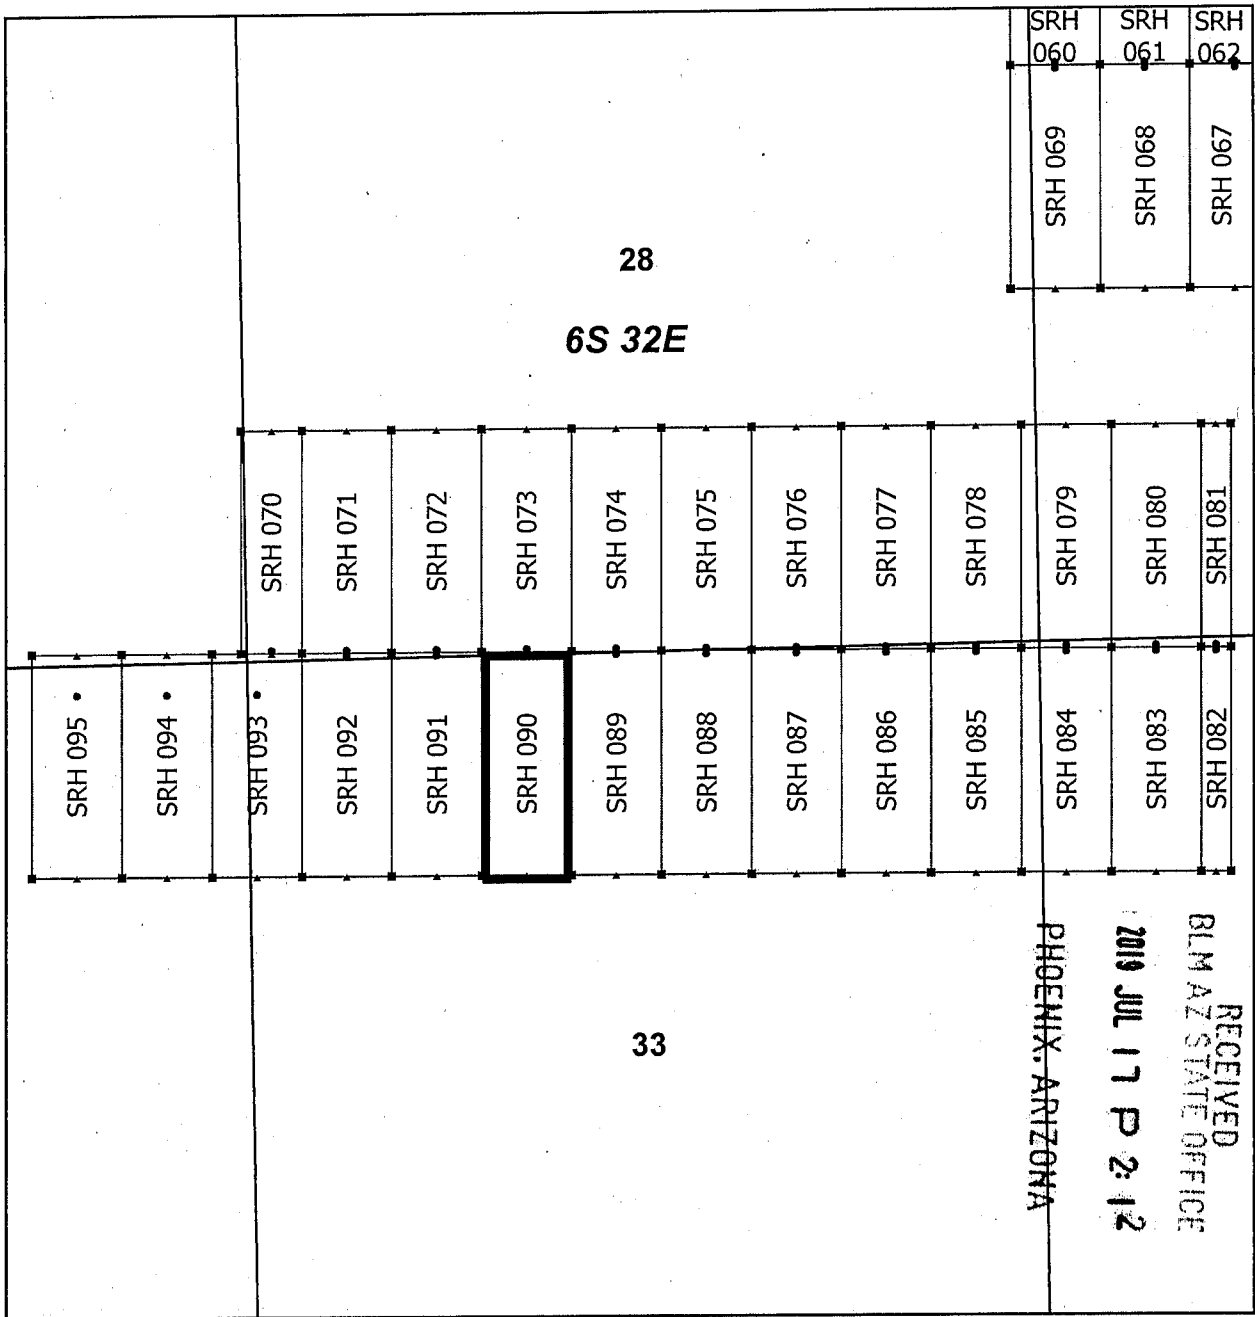 SRH
060
SRH
061
SRH
062
SRH 069
SRH 068
SRH 067
28
6S 32E
SRH 070
SRH 071
SRH 072
SRH 073
SRH 074
SRH 075
SRH 076
SRH 077
SRH 078
SRH 079
SRH 080
SRH 081
SRH 095
SRH 094
SRH 093
SRH 092
SRH 091
SRH 090
SRH 089
SRH 088
SRH 087
SRH 086
SRH 085
SRH 084
SRH 083
SRH 082
33
RECEIVED
BLM AZ STATE OFFICE
2019 JUL 17 P 2:12
PHOENIX, ARIZONA